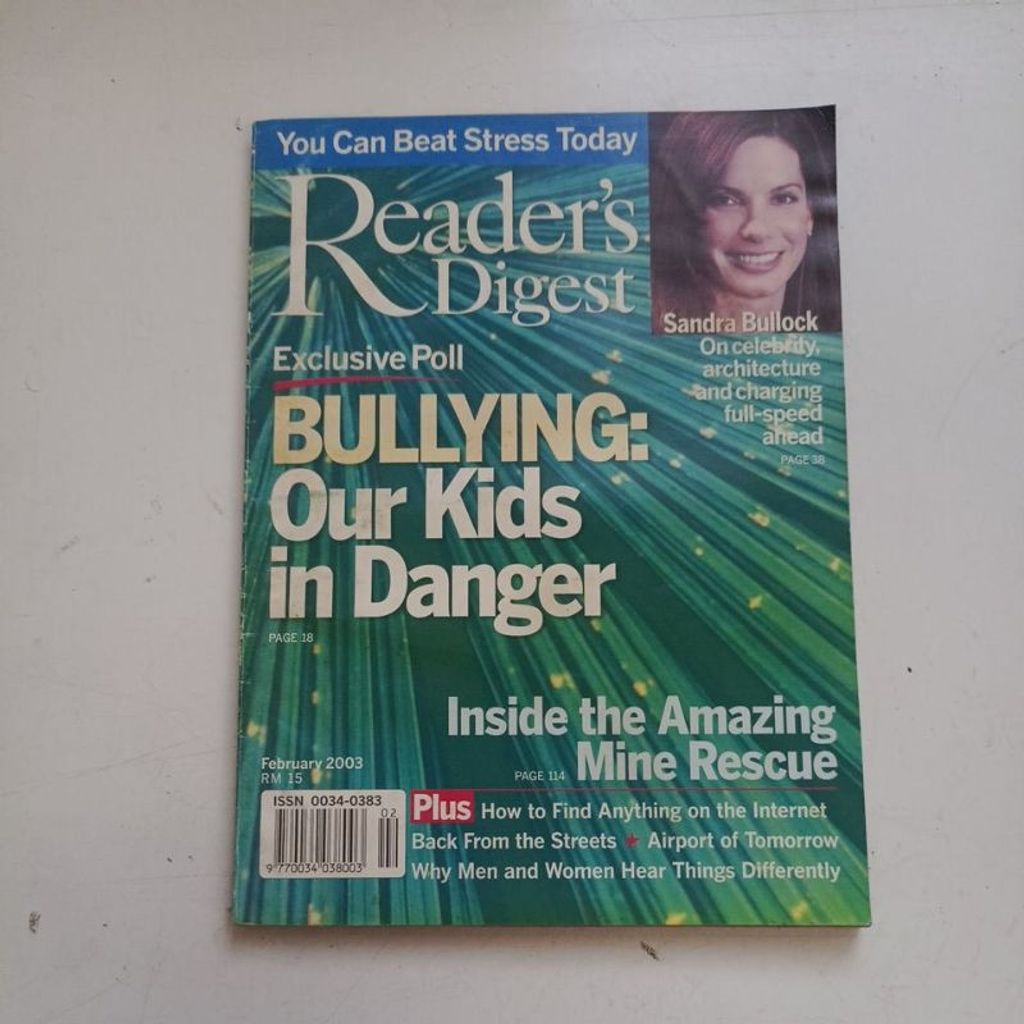 You Can Beat Stress Today
Reader's
Digest
Sandra Bullock
On celebrity,
architecture
and charging
full-speed
ahead
PAGE 38
Exclusive Poll
BULLYING:
Our Kids
in Danger
PAGE 18
Inside the Amazing
PAGE 114 Mine Rescue
February 2003
RM 15
ISSN 0034-0383
02
9 770034 038003
Plus How to Find Anything on the Internet
Back From the Streets ★ Airport of Tomorrow
Why Men and Women Hear Things Differently